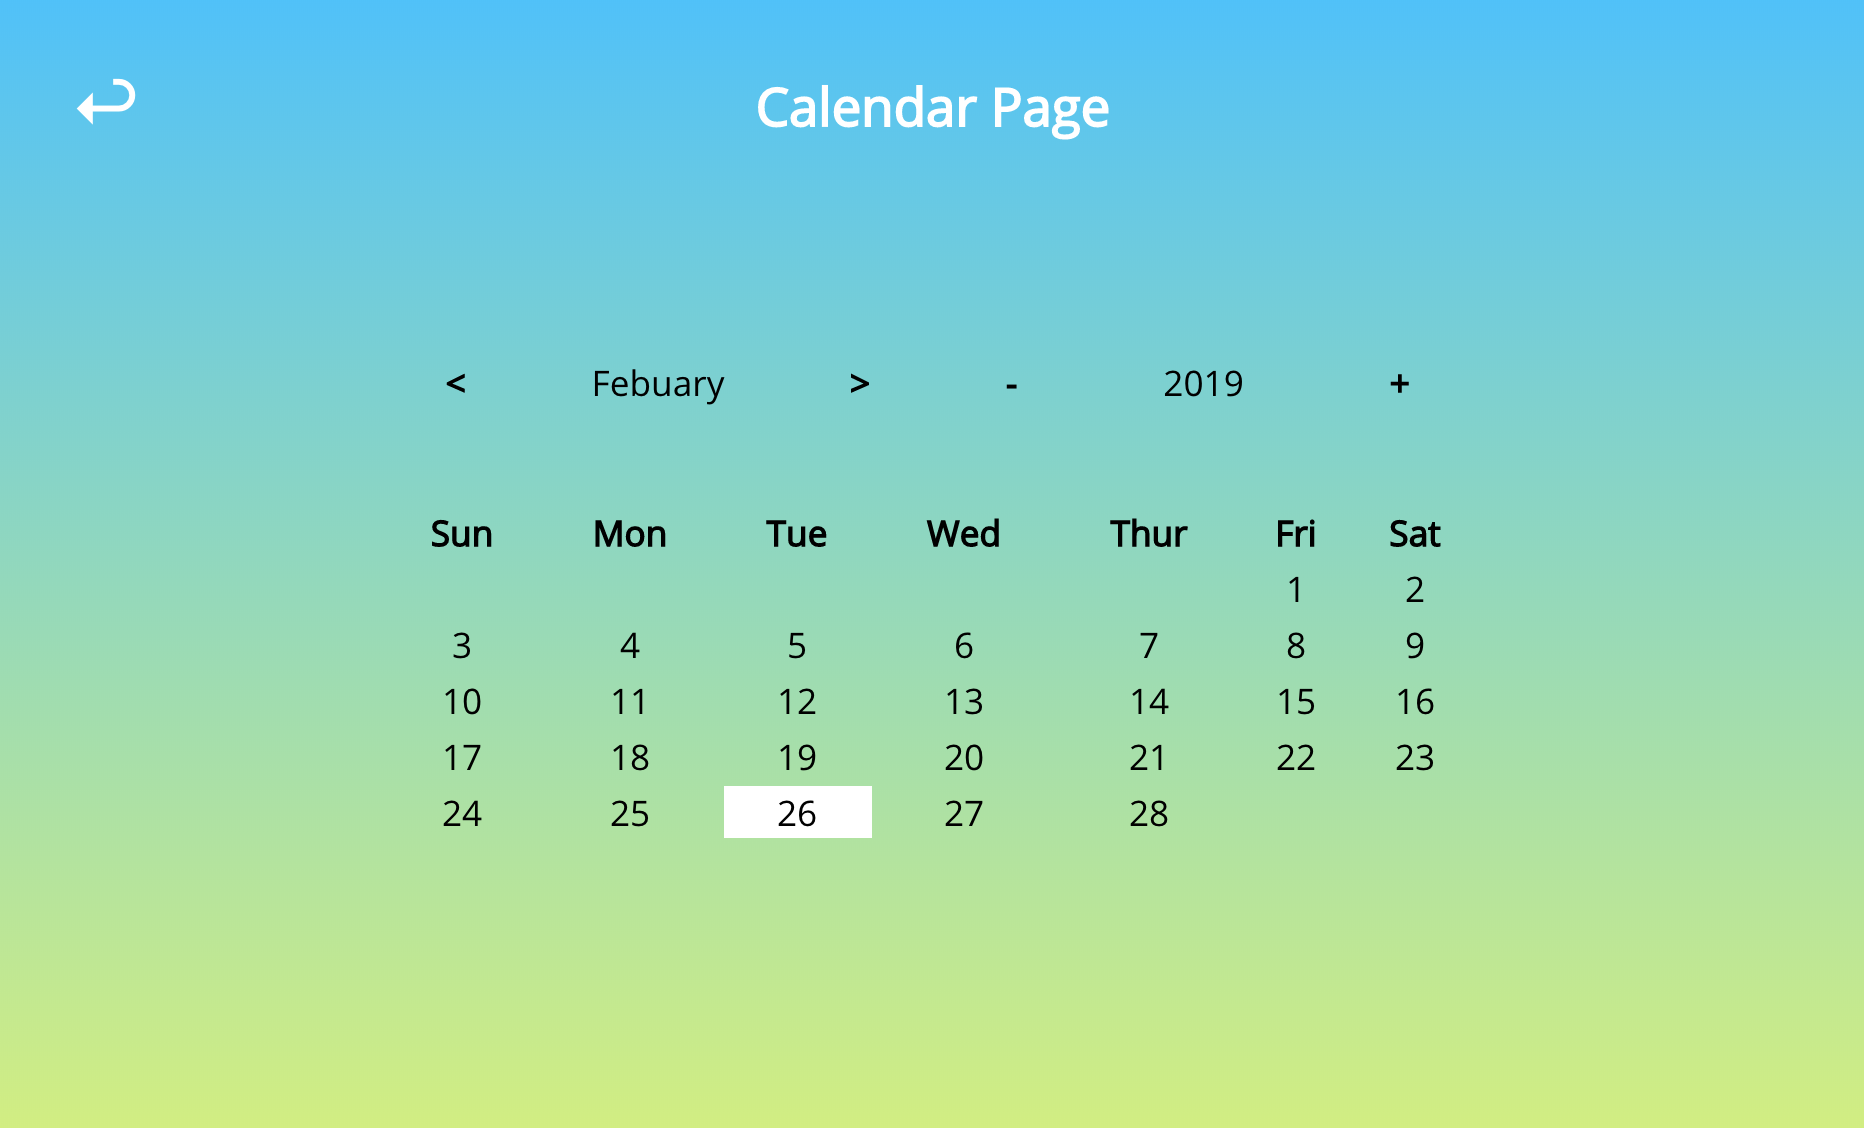 Calendar Page
< Febuary > - 2019 +
Sun Mon Tue Wed Thur Fri Sat
1 2
3 4 5 6 7 8 9
10 11 12 13 14 15 16
17 18 19 20 21 22 23
24 25 26 27 28